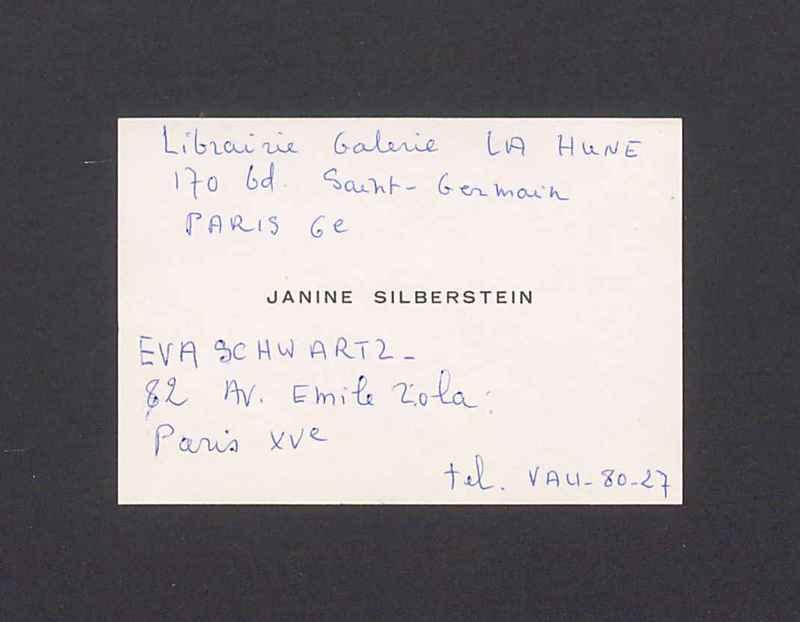 Librairie Galerie LA HUNE
170 bd. Saint-Germain
PARIS 6e
JANINE SILBERSTEIN
EVA SCHWARTZ -
82 Av. Emile Zola.
Paris XVe
tel. VAU-80-27